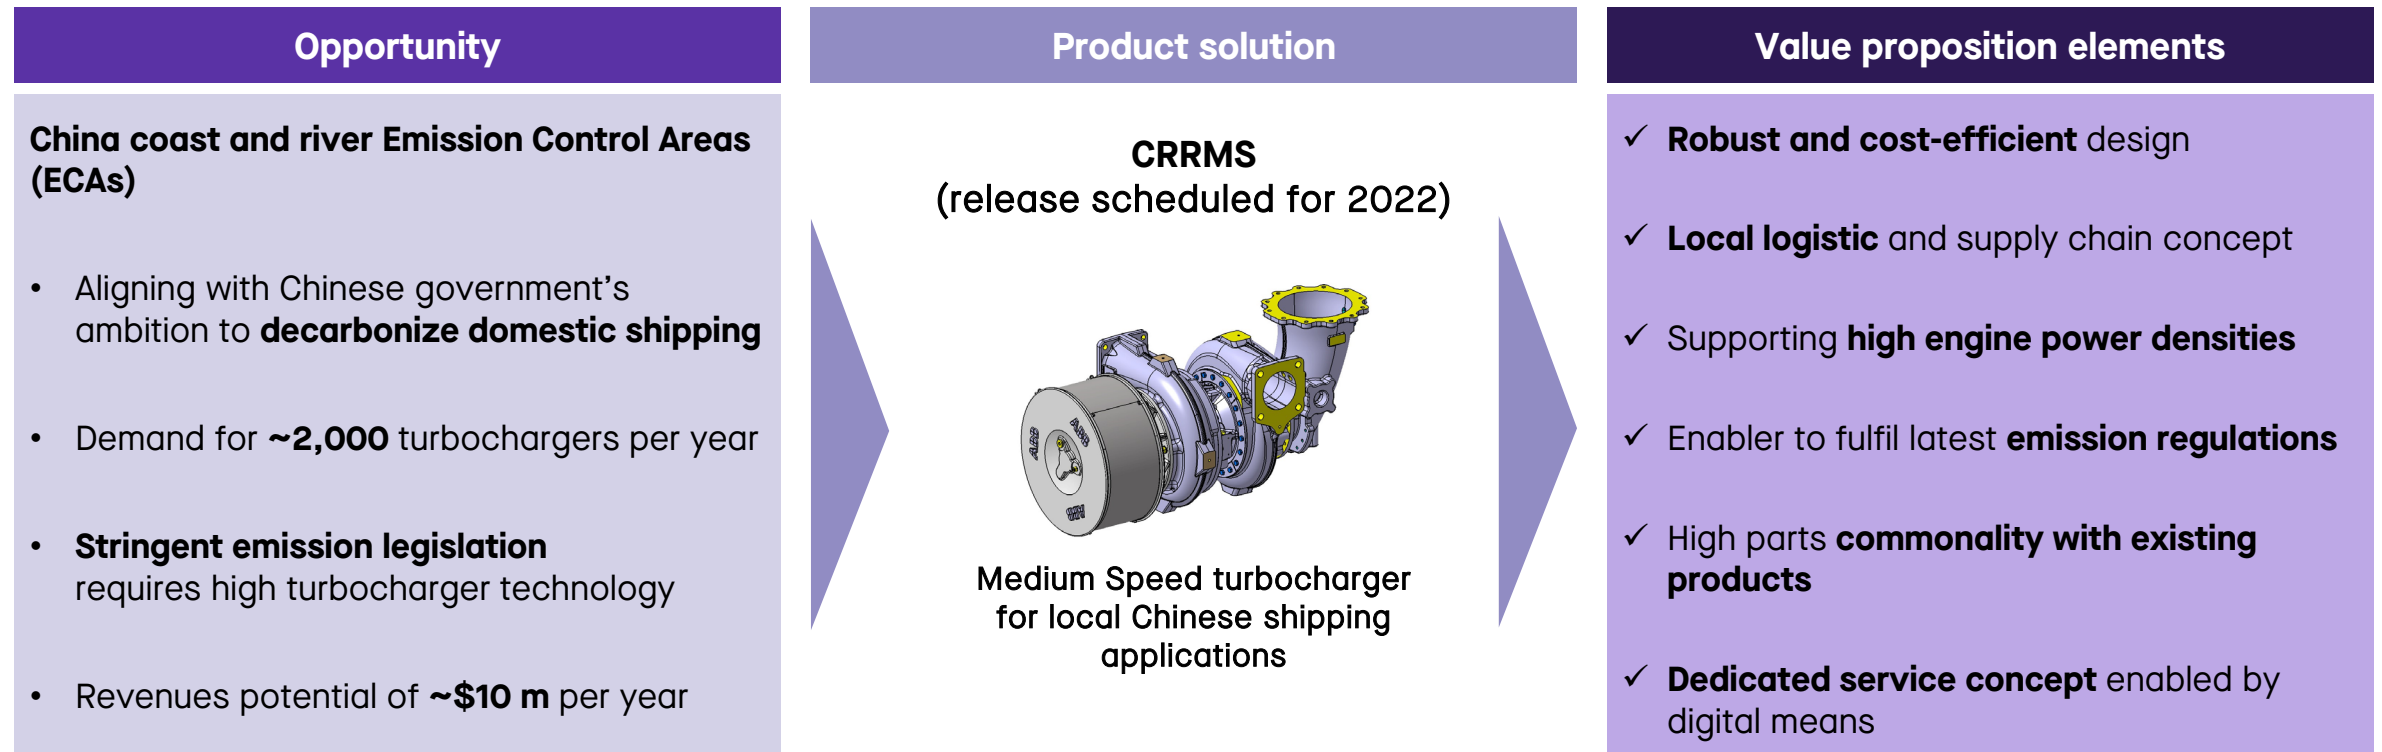 Opportunity
China coast and river Emission Control Areas
(ECAs)
• Aligning with Chinese government’s
ambition to decarbonize domestic shipping
• Demand for ~2,000 turbochargers per year
• Stringent emission legislation
requires high turbocharger technology
• Revenues potential of ~$10 m per year
Product solution
CRRMS
(release scheduled for 2022)
ABB
ABB
ABB
Medium Speed turbocharger
for local Chinese shipping
applications
Value proposition elements
✓ Robust and cost-efficient design
✓ Local logistic and supply chain concept
✓ Supporting high engine power densities
✓ Enabler to fulfil latest emission regulations
✓ High parts commonality with existing
products
✓ Dedicated service concept enabled by
digital means